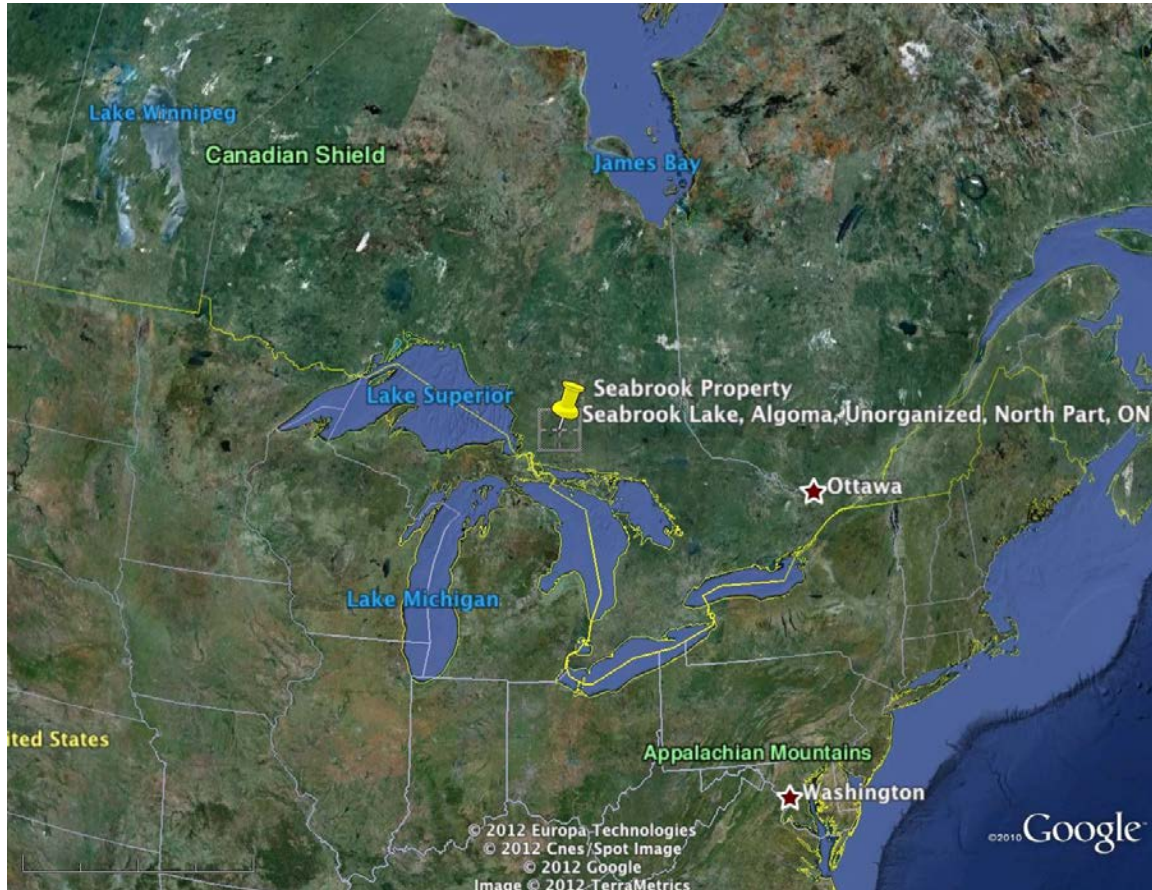 Lake Winnipeg
Canadian Shield
James Bay
Seabrook Property
Lake Superior
Seabrook Lake, Algoma, Unorganized, North Part, ON
Ottawa
Lake Michigan
ited States
Appalachian Mountains
Washington
© 2012 Europa Technologies
© 2012 Cnes/Spot Image
© 2012 Google
Image © 2012 TerraMetrics
©2010 Google™